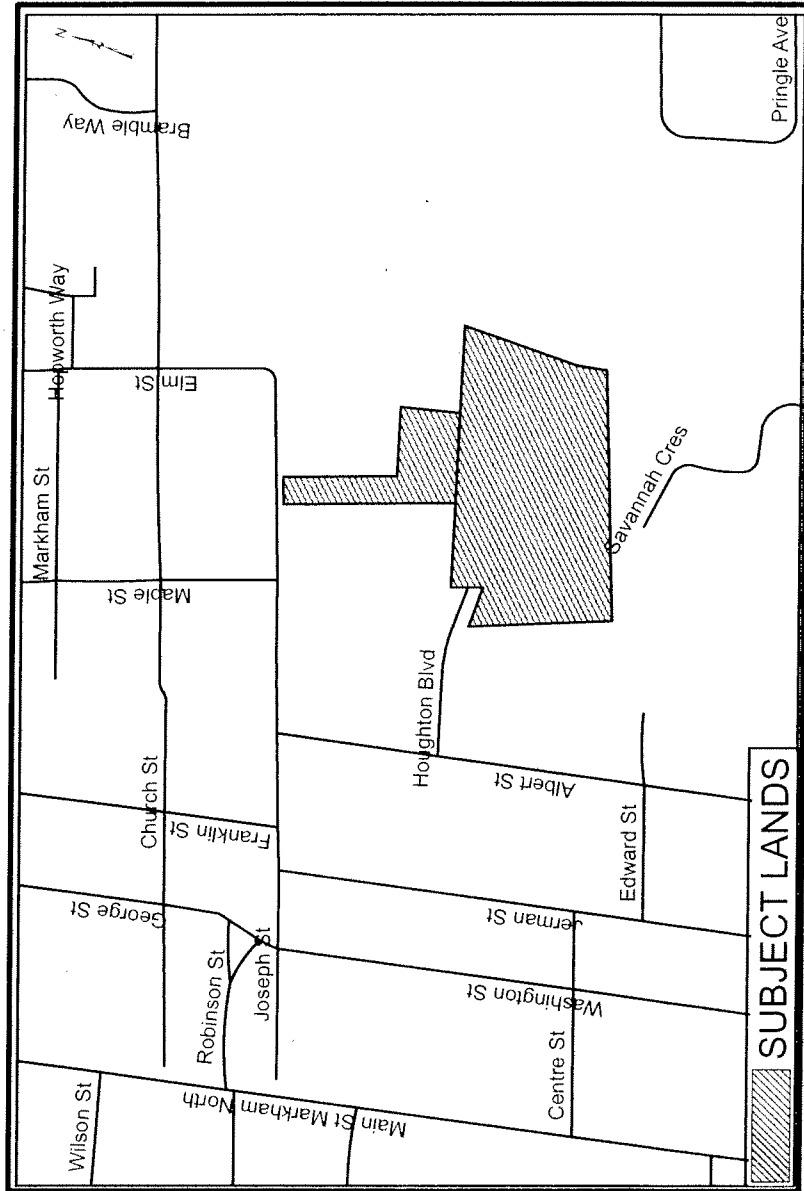 N
Bramble Way
Pringle Ave
Hopworth Way
Elm St
Markham St
Maple St
Savannah Cres
Houghton Blvd
Church St
Franklin St
Albert St
Edward St
George St
Jerman St
Robinson St
Joseph St
Washington St
Centre St
Wilson St
Main St Markham North
SUBJECT LANDS